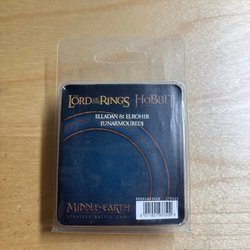 THE LORD OF THE RINGS THE HOBBIT
ELLADAN & ELROHIR
(UNARMOURED)
MIDDLE-EARTH
STRATEGY BATTLE GAME